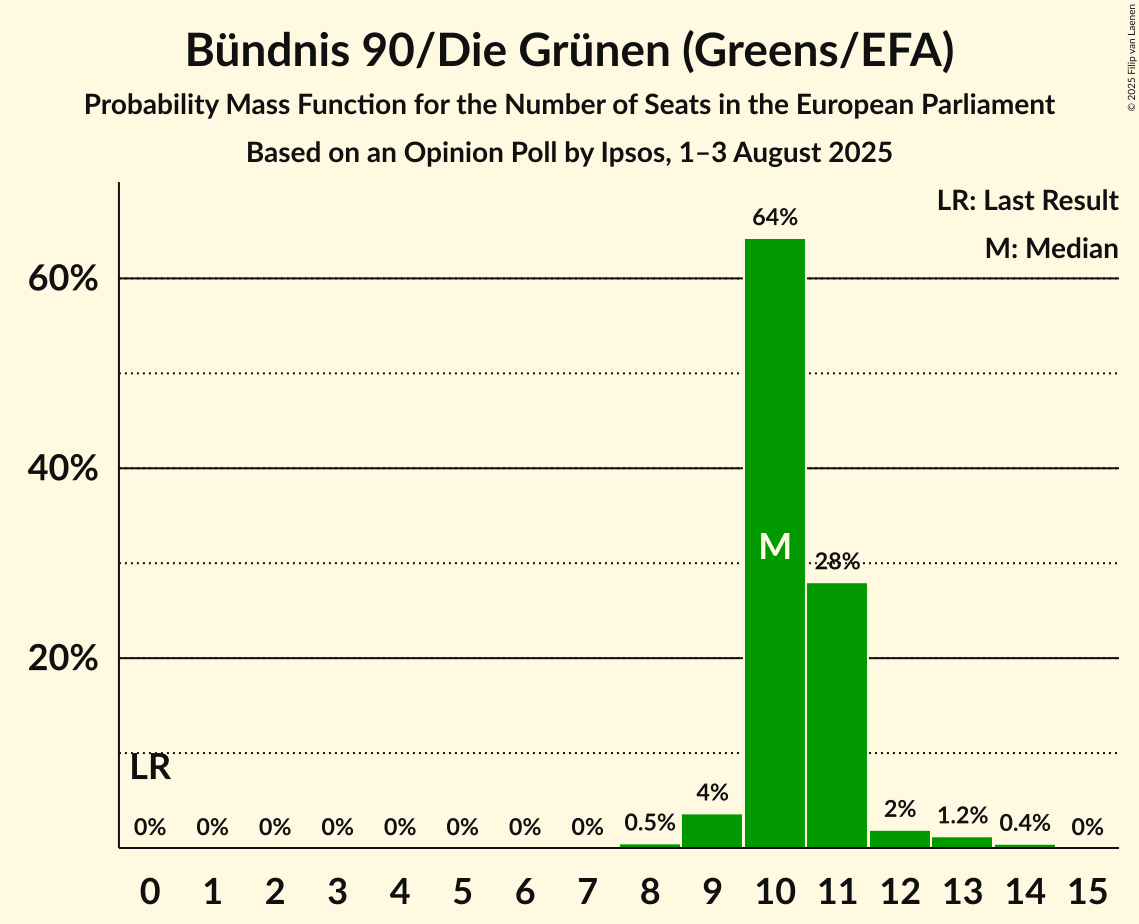 Bündnis 90/Die Grünen (Greens/EFA)
Probability Mass Function for the Number of Seats in the European Parliament
Based on an Opinion Poll by Ipsos, 1–3 August 2025
© 2025 Filip van Laenen
LR: Last Result
M: Median
64%
60%
40%
M
28%
20%
LR
0% 0% 0% 0% 0% 0% 0% 0% 0.5% 4% 2% 1.2% 0.4% 0%
0 1 2 3 4 5 6 7 8 9 10 11 12 13 14 15